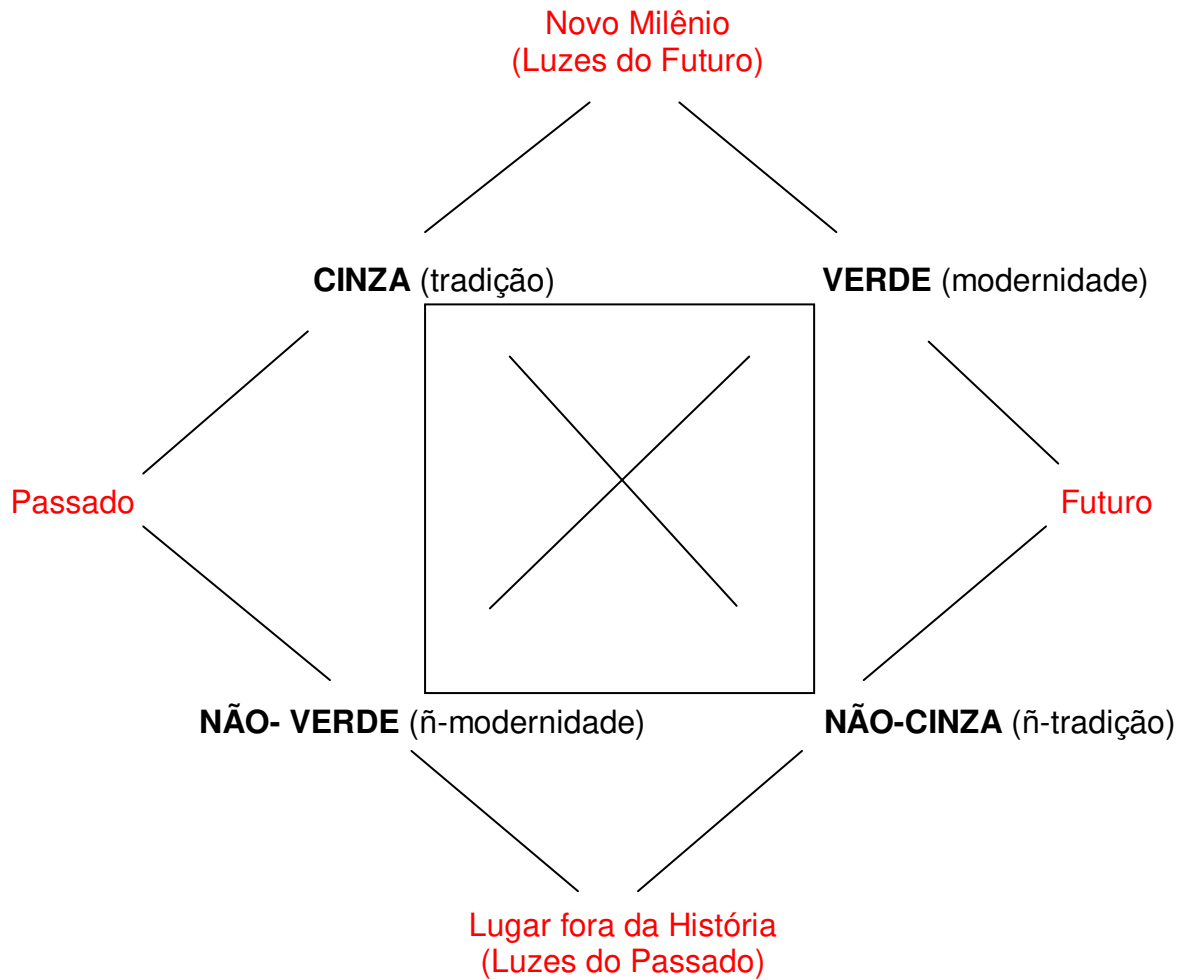 Novo Milênio
(Luzes do Futuro)
CINZA (tradição)
VERDE (modernidade)
Passado
Futuro
NÃO- VERDE (ñ-modernidade)
NÃO-CINZA (ñ-tradição)
Lugar fora da História
(Luzes do Passado)